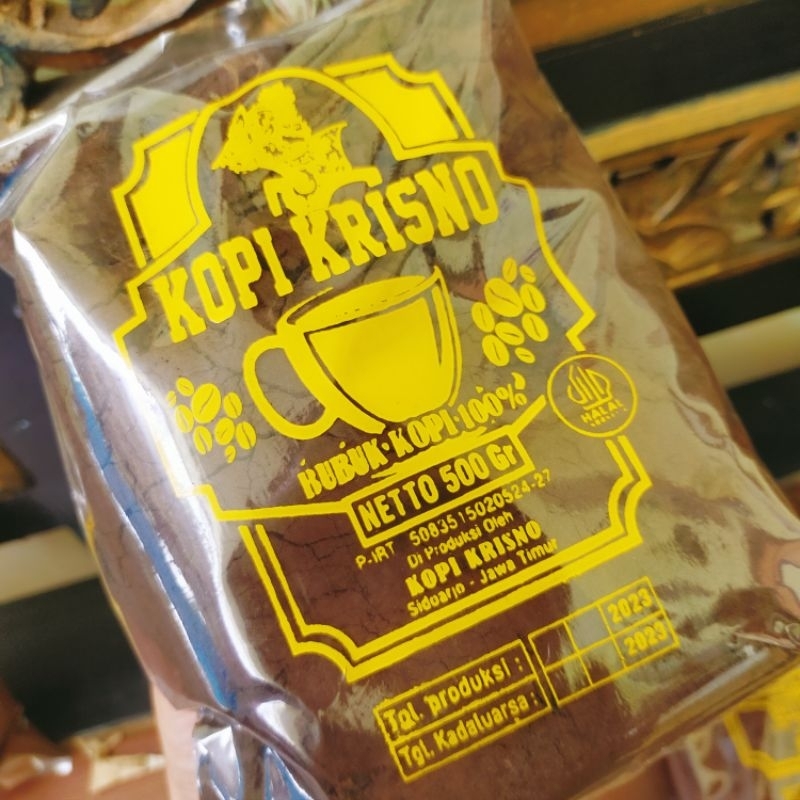 KOPI KRISNO
BUBUK·KOPI·100%
HALAL
NETTO 500 Gr
P-IRT 5083515020524-27
Di Produksi Oleh
KOPI KRISNO
Sidoarjo - Jawa Timur
Tgl. produksi : 2023
Tgl. Kadaluarsa : 2023